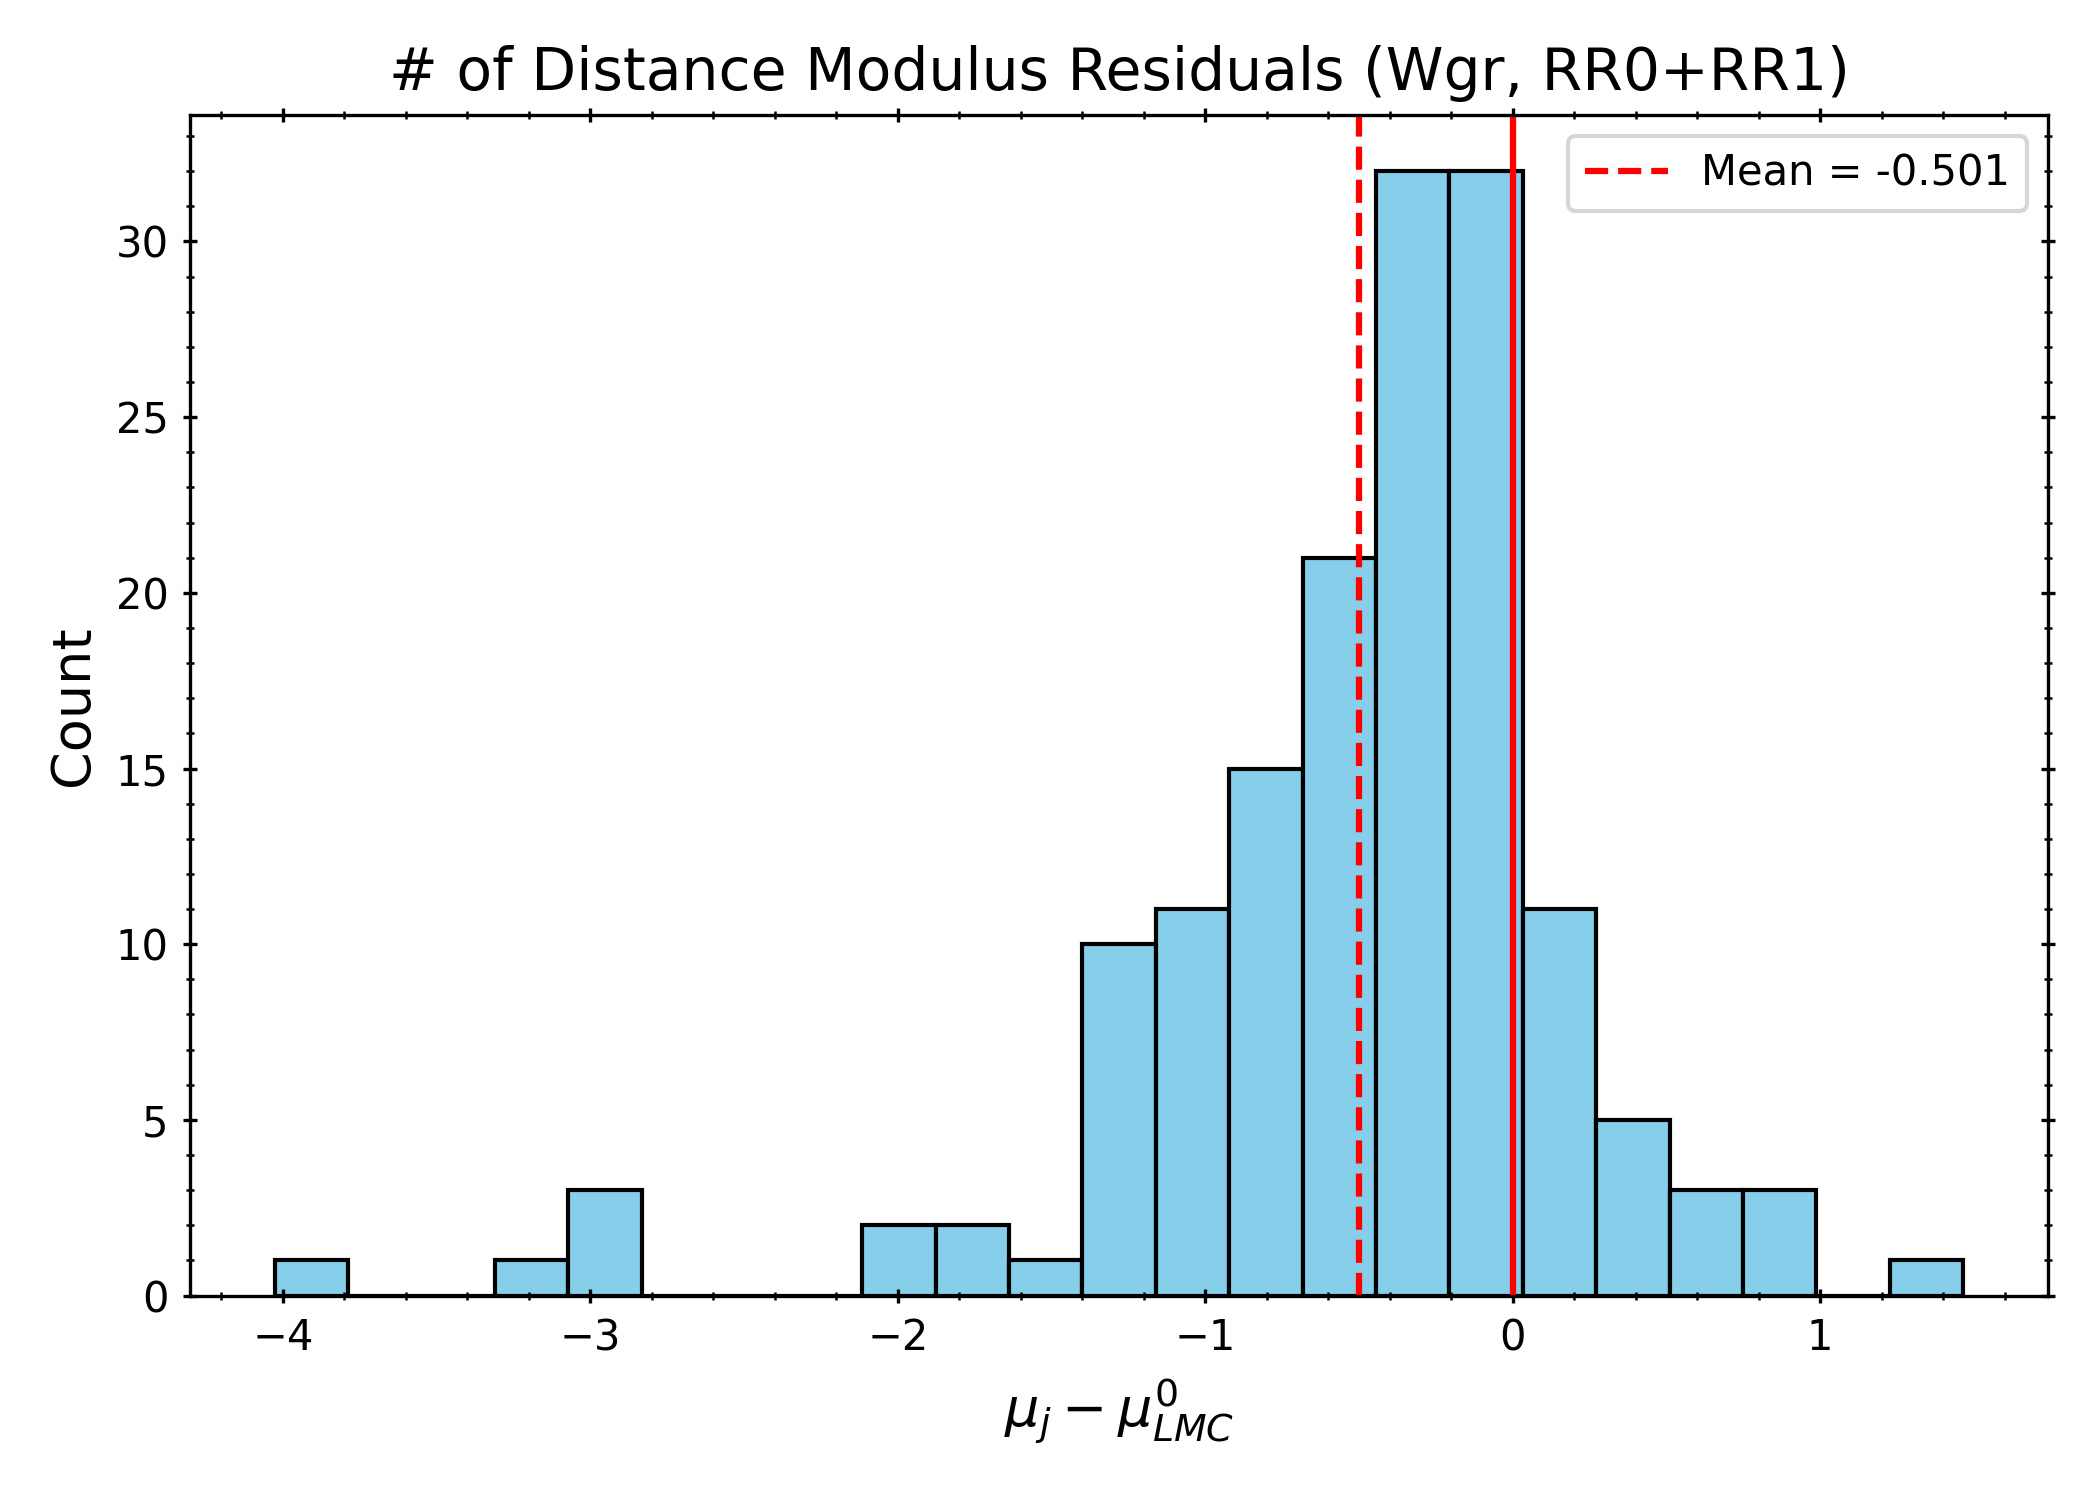 # of Distance Modulus Residuals (Wgr, RR0+RR1)
Mean = -0.501
Count
30
25
20
15
10
5
0
−4 −3 −2 −1 0 1
μj − μ⁰LMC